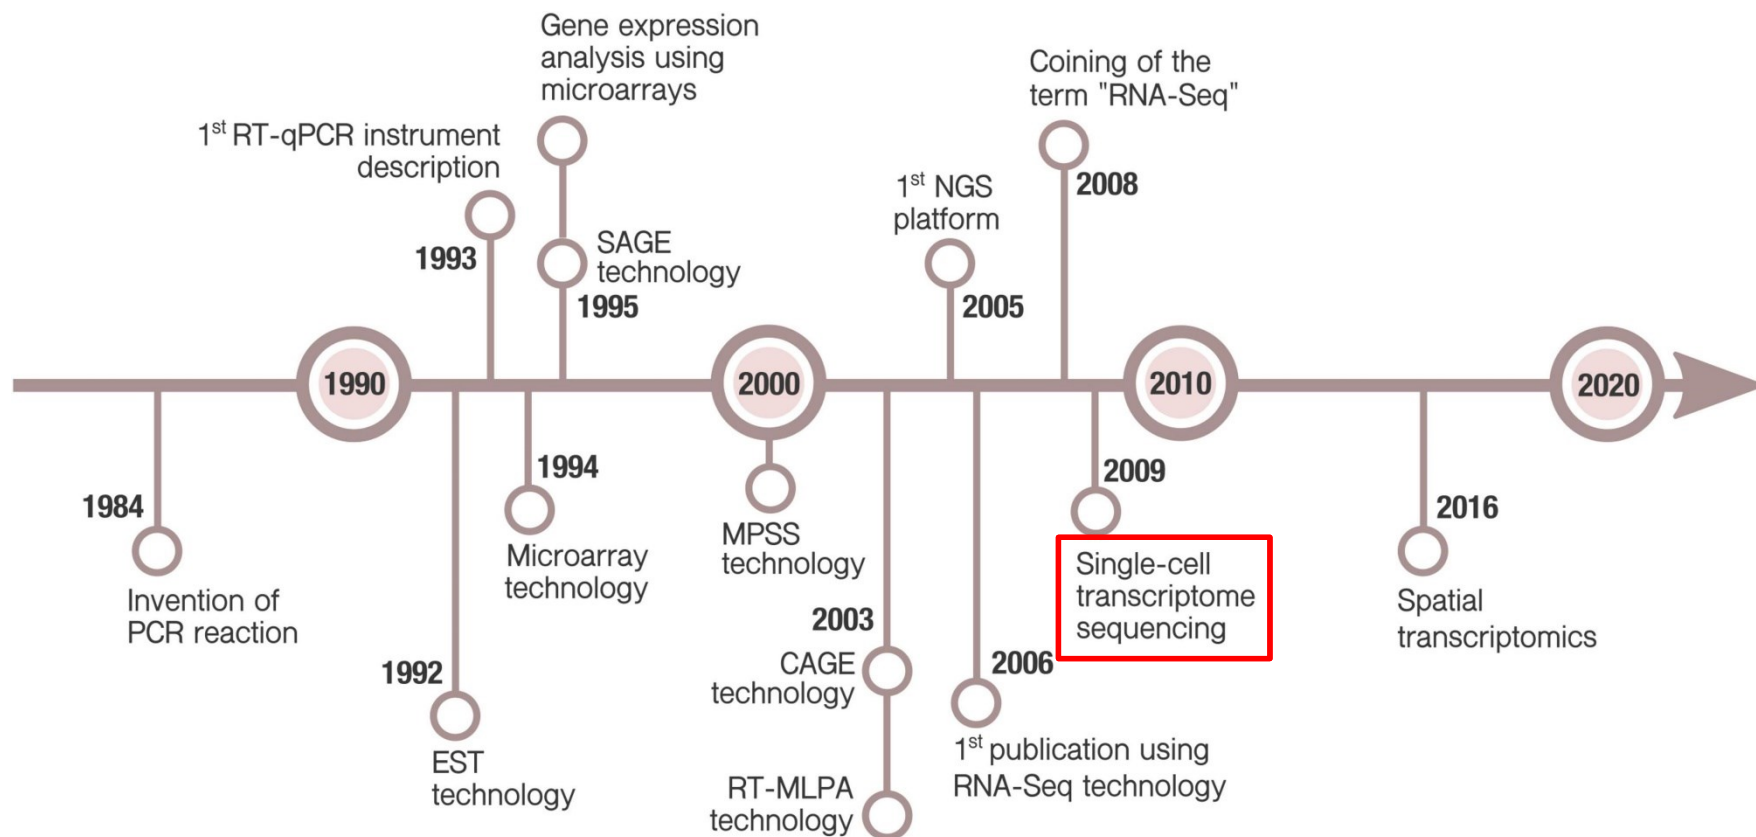 Gene expression
analysis using
microarrays
Coining of the
term "RNA-Seq"
1st RT-qPCR instrument
description
1st NGS
platform
2008
1993
SAGE
technology
1995
2005
1990
2000
2010
2020
1984
Invention of
PCR reaction
1994
Microarray
technology
MPSS
technology
2009
Single-cell
transcriptome
sequencing
2016
Spatial
transcriptomics
2003
CAGE
technology
1992
EST
technology
2006
1st publication using
RNA-Seq technology
RT-MLPA
technology